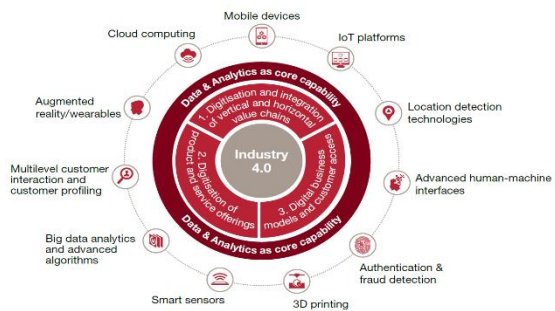 Mobile devices
Cloud computing
IoT platforms
Augmented
reality/wearables
Location detection
technologies
Multilevel customer
interaction and
customer profiling
Advanced human-machine
interfaces
Big data analytics
and advanced
algorithms
Authentication &
fraud detection
Smart sensors
3D printing
Data & Analytics as core capability
1. Digitisation and integration
of vertical and horizontal
value chains
Industry
4.0
2. Digitisation of
product and service offerings
3. Digital business
models and customer access
Data & Analytics as core capability